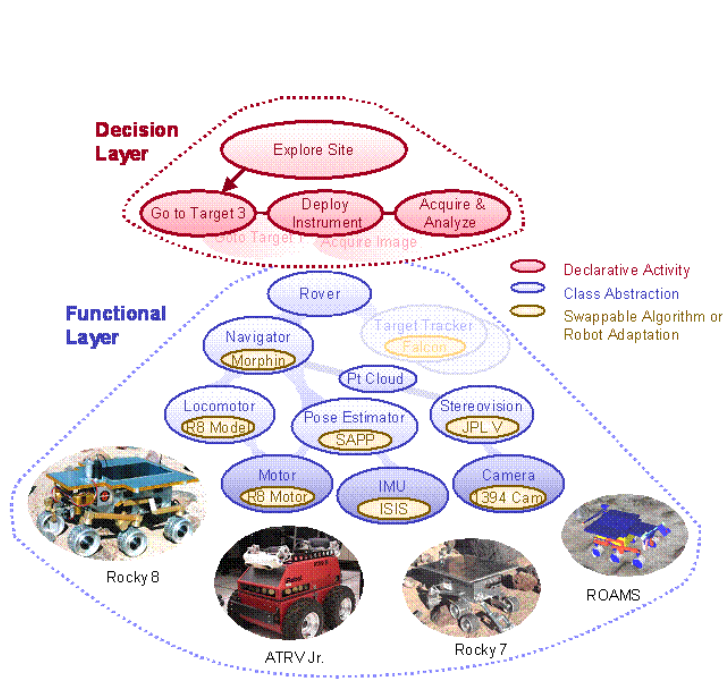 Decision
Layer
Explore Site
Go to Target 3
Deploy
Instrument
Acquire &
Analyze
Goto Target 1
Acquire Image
Declarative Activity
Class Abstraction
Swappable Algorithm or
Robot Adaptation
Functional
Layer
Rover
Target Tracker
Falcon
Navigator
Morphin
Pt Cloud
Locomotor
R8 Model
Pose Estimator
SAPP
Stereovision
JPL V
Motor
R8 Motor
IMU
ISIS
Camera
1394 Cam
Rocky 8
ATRV Jr.
Rocky 7
ROAMS